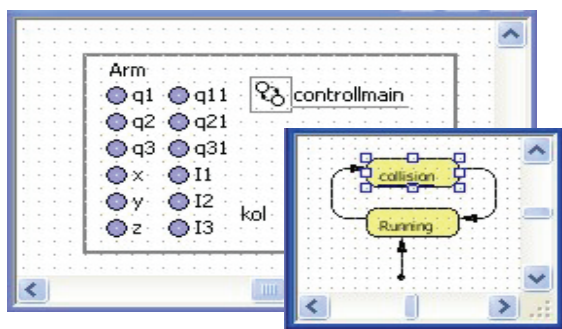 Arm
q1 q11 controllmain
q2 q21
q3 q31
x I1
y I2
z I3
kol
collision
Running